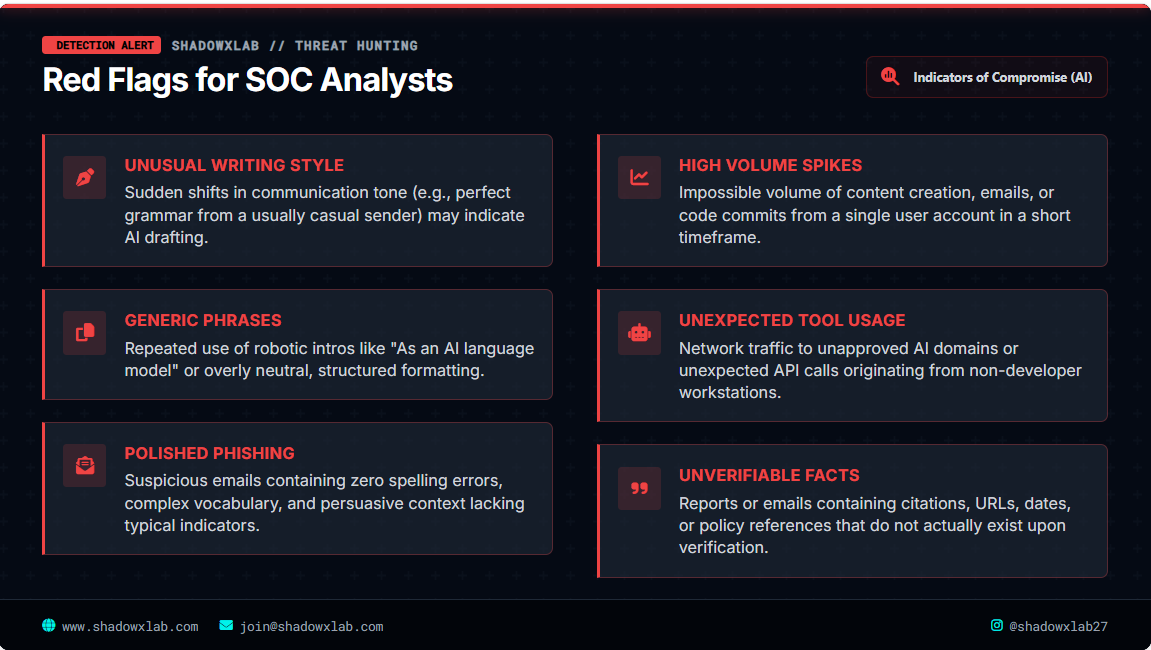 DETECTION ALERT SHADOWXLAB // THREAT HUNTING
Red Flags for SOC Analysts
Indicators of Compromise (AI)
UNUSUAL WRITING STYLE
Sudden shifts in communication tone (e.g., perfect
grammar from a usually casual sender) may indicate
AI drafting.
GENERIC PHRASES
Repeated use of robotic intros like "As an AI language
model" or overly neutral, structured formatting.
POLISHED PHISHING
Suspicious emails containing zero spelling errors,
complex vocabulary, and persuasive context lacking
typical indicators.
HIGH VOLUME SPIKES
Impossible volume of content creation, emails, or
code commits from a single user account in a short
timeframe.
UNEXPECTED TOOL USAGE
Network traffic to unapproved AI domains or
unexpected API calls originating from non-developer
workstations.
UNVERIFIABLE FACTS
Reports or emails containing citations, URLs, dates,
or policy references that do not actually exist upon
verification.
www.shadowxlab.com join@shadowxlab.com @shadowxlab27